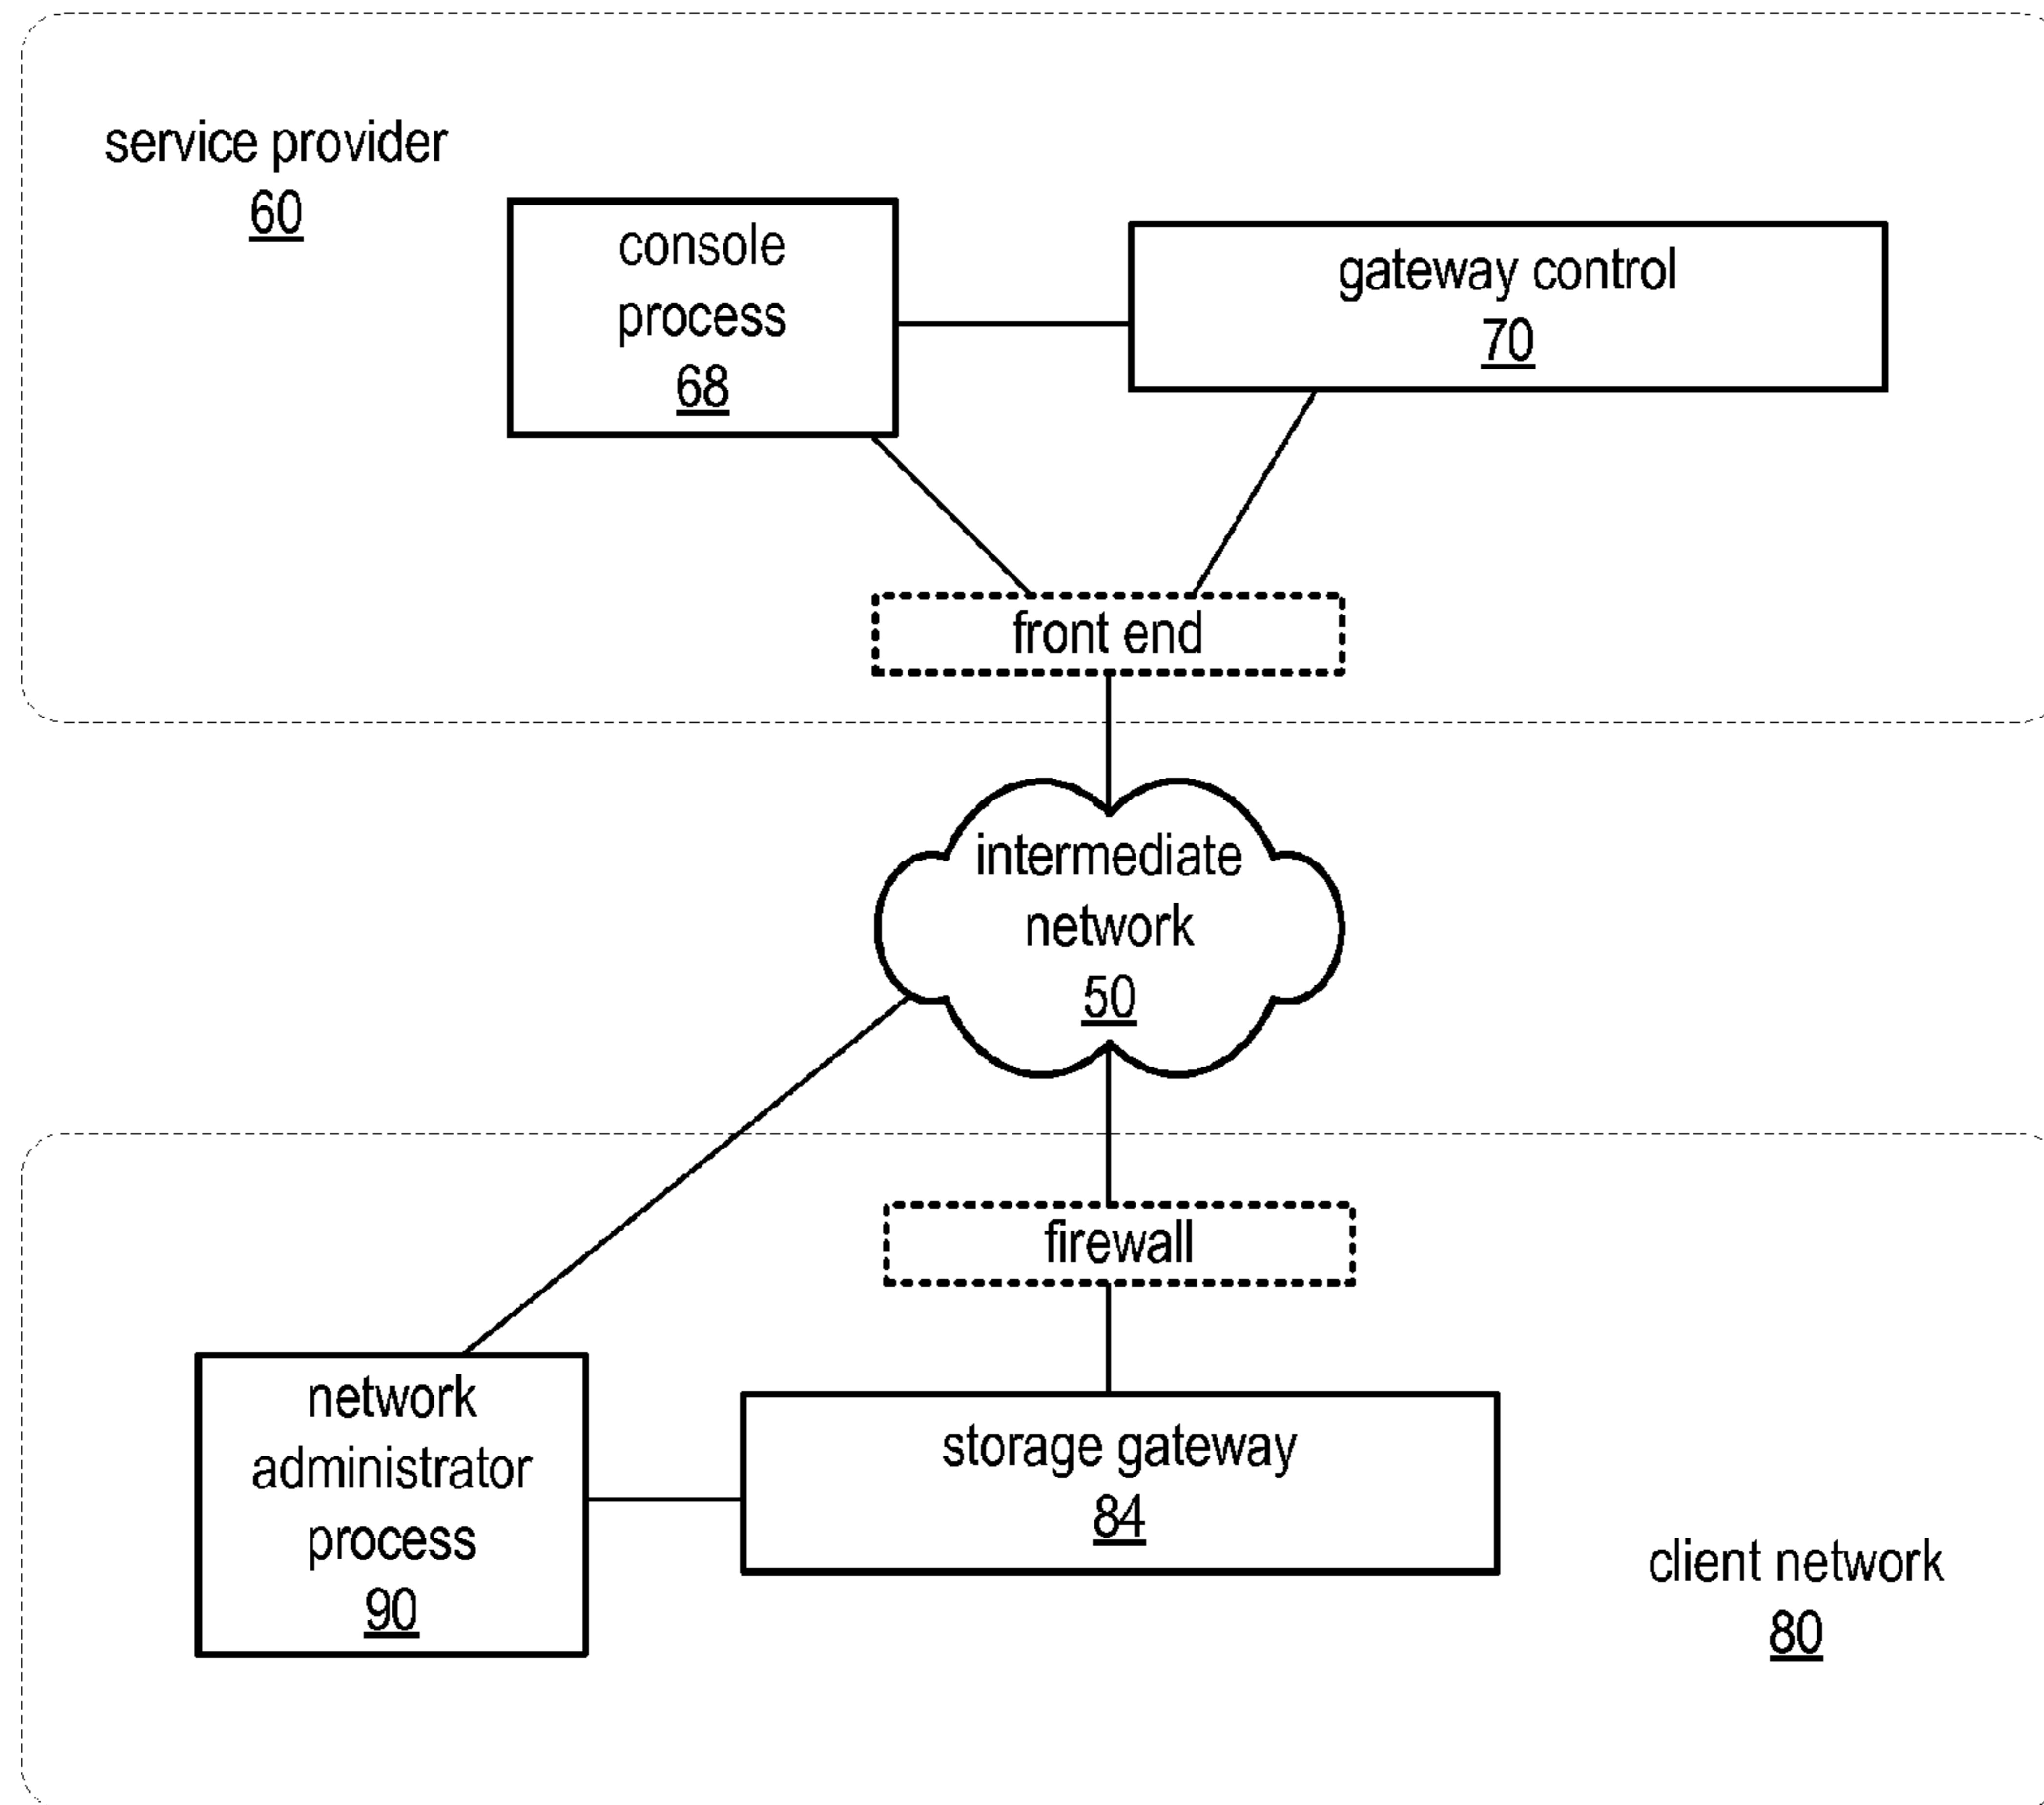 service provider
60
console
process
68
gateway control
70
front end
intermediate
network
50
firewall
network
administrator
process
90
storage gateway
84
client network
80